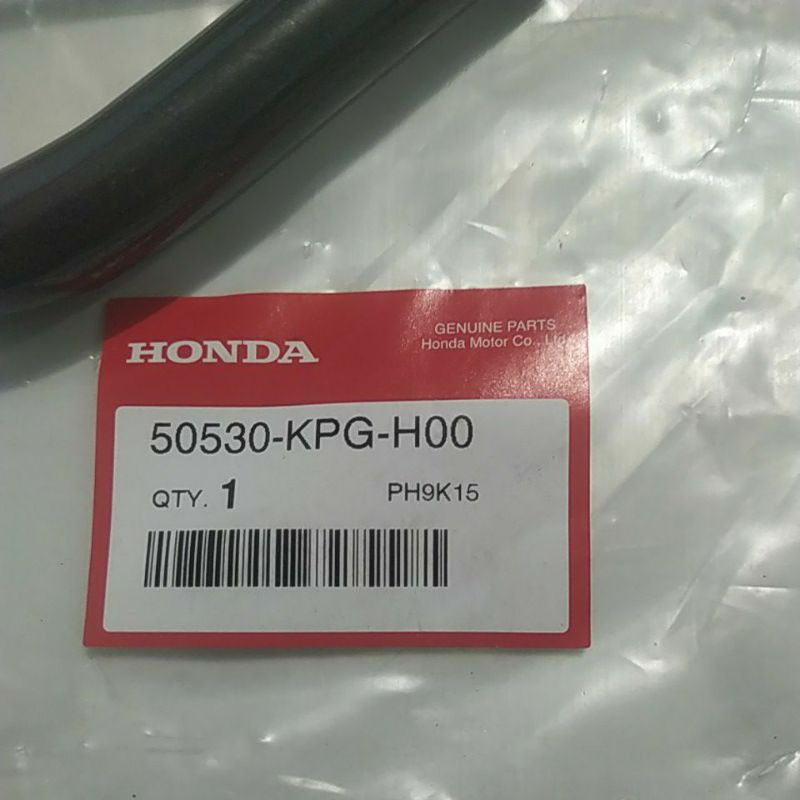 HONDA
GENUINE PARTS
Honda Motor Co., Ltd.
50530-KPG-H00
QTY. 1
PH9K15